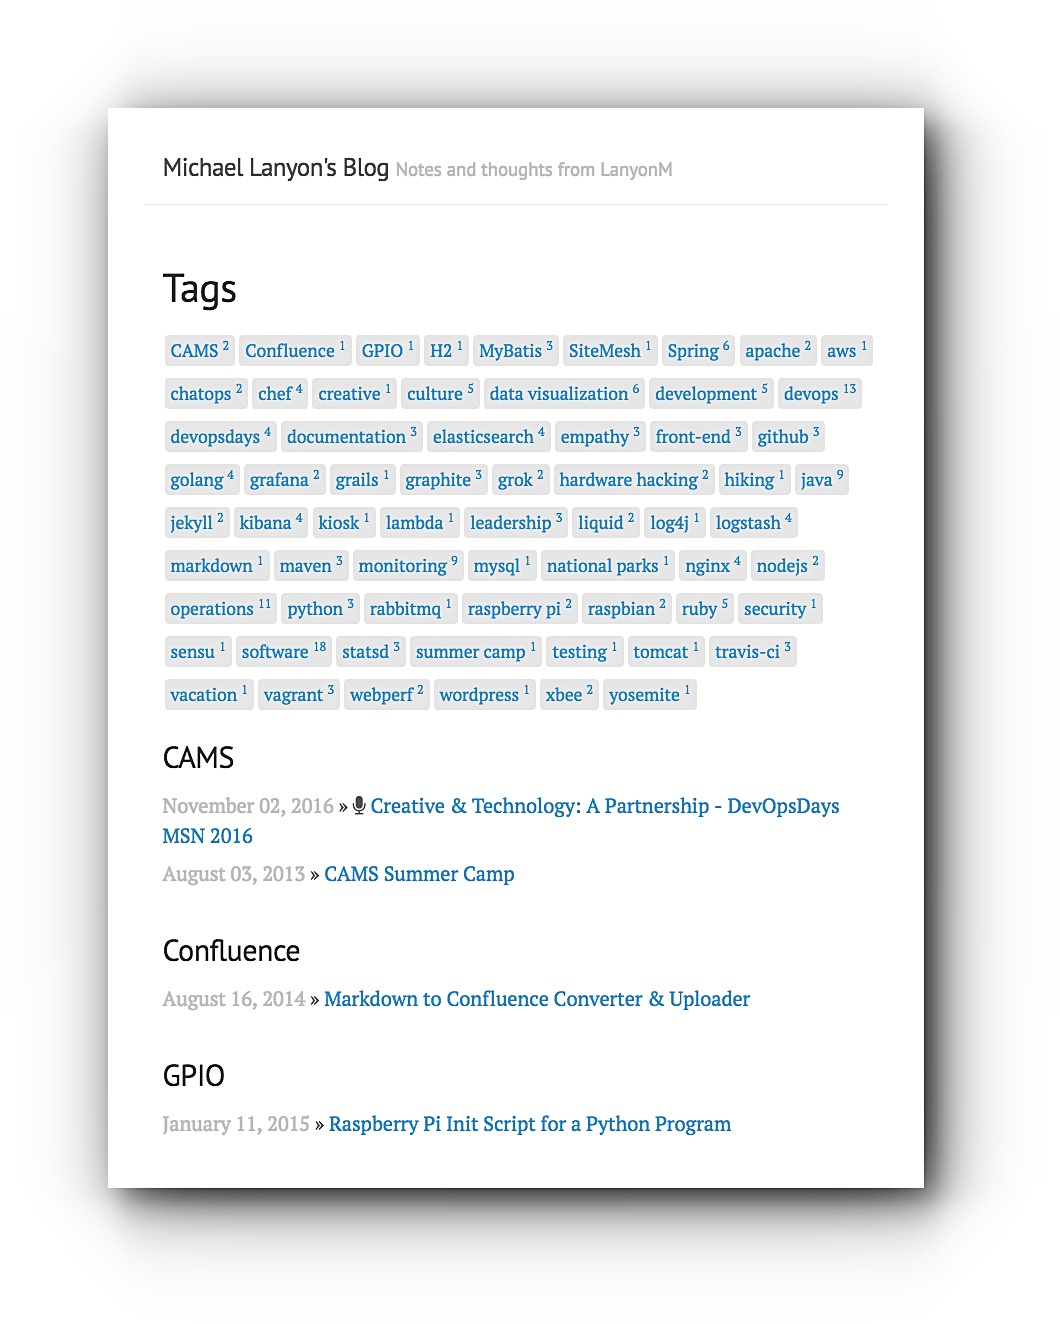 Michael Lanyon's Blog Notes and thoughts from LanyonM
Tags
CAMS 2 Confluence 1 GPIO 1 H2 1 MyBatis 3 SiteMesh 1 Spring 6 apache 2 aws 1
chatops 2 chef 4 creative 1 culture 5 data visualization 6 development 5 devops 13
devopsdays 4 documentation 3 elasticsearch 4 empathy 3 front-end 3 github 3
golang 4 grafana 2 grails 1 graphite 3 grok 2 hardware hacking 2 hiking 1 java 9
jekyll 2 kibana 4 kiosk 1 lambda 1 leadership 3 liquid 2 log4j 1 logstash 4
markdown 1 maven 3 monitoring 9 mysql 1 national parks 1 nginx 4 nodejs 2
operations 11 python 3 rabbitmq 1 raspberry pi 2 raspbian 2 ruby 5 security 1
sensu 1 software 18 statsd 3 summer camp 1 testing 1 tomcat 1 travis-ci 3
vacation 1 vagrant 3 webperf 2 wordpress 1 xbee 2 yosemite 1
CAMS
November 02, 2016 » Creative & Technology: A Partnership - DevOpsDays
MSN 2016
August 03, 2013 » CAMS Summer Camp
Confluence
August 16, 2014 » Markdown to Confluence Converter & Uploader
GPIO
January 11, 2015 » Raspberry Pi Init Script for a Python Program